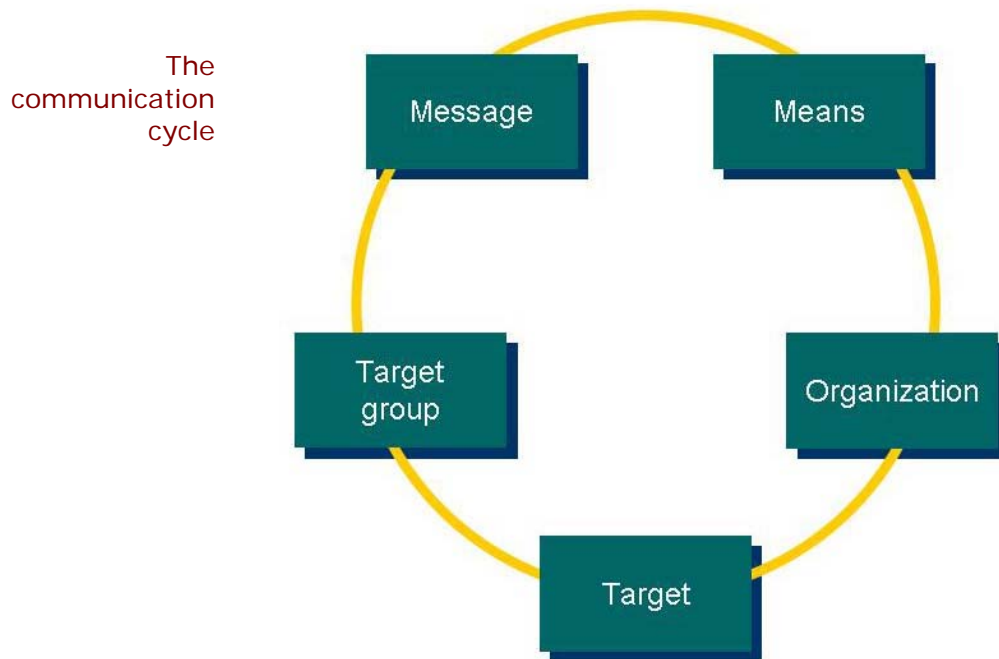 The
communication
cycle
Message
Means
Target
group
Organization
Target